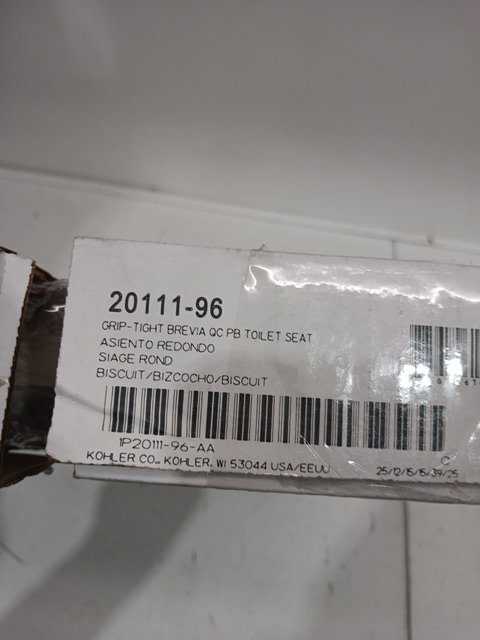 20111-96
GRIP-TIGHT BREVIA QC PB TOILET SEAT
ASIENTO REDONDO
SIAGE ROND
BISCUIT/BIZCOCHO/BISCUIT
1P20111-96-AA
KOHLER CO., KOHLER, WI 53044 USA/EEUU
25/12/15/15/39/25